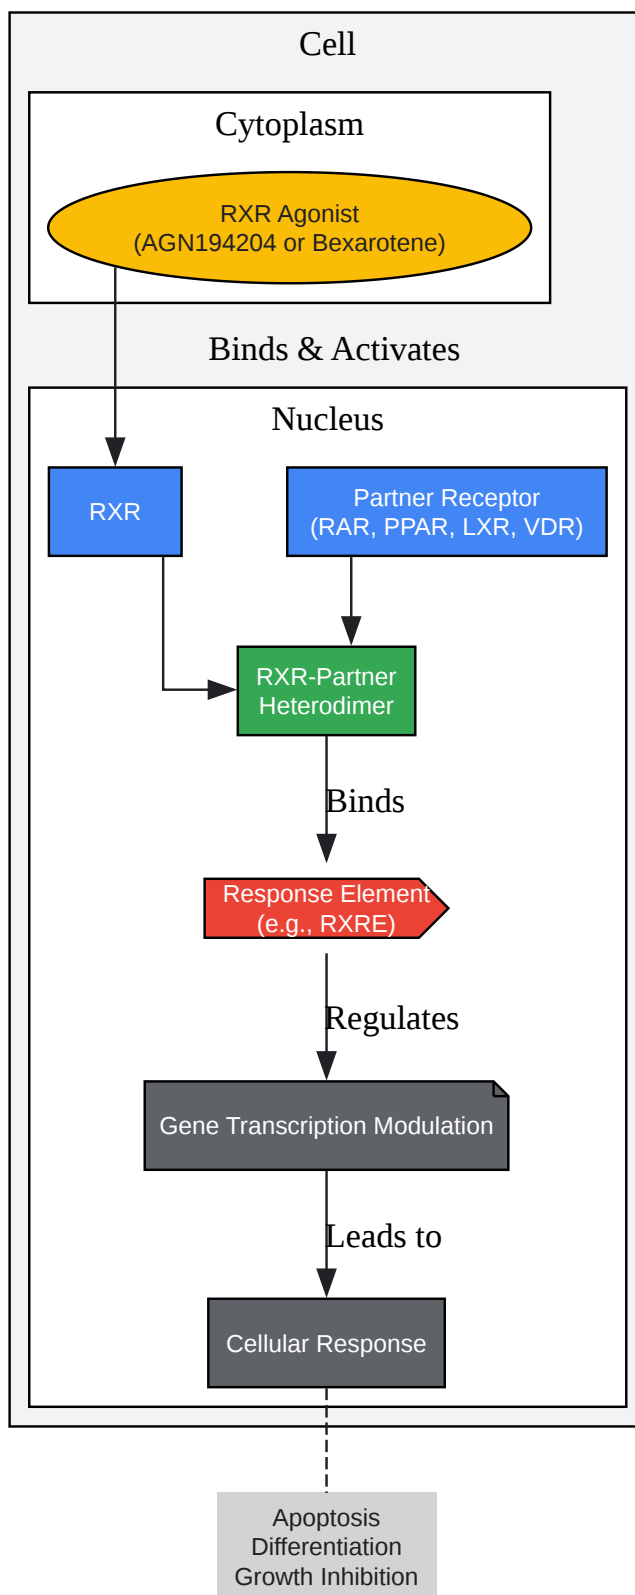 Cell
Cytoplasm
RXR Agonist
(AGN194204 or Bexarotene)
Binds & Activates
Nucleus
RXR
Partner Receptor
(RAR, PPAR, LXR, VDR)
RXR-Partner
Heterodimer
Binds
Response Element
(e.g., RXRE)
Regulates
Gene Transcription Modulation
Leads to
Cellular Response
Apoptosis
Differentiation
Growth Inhibition